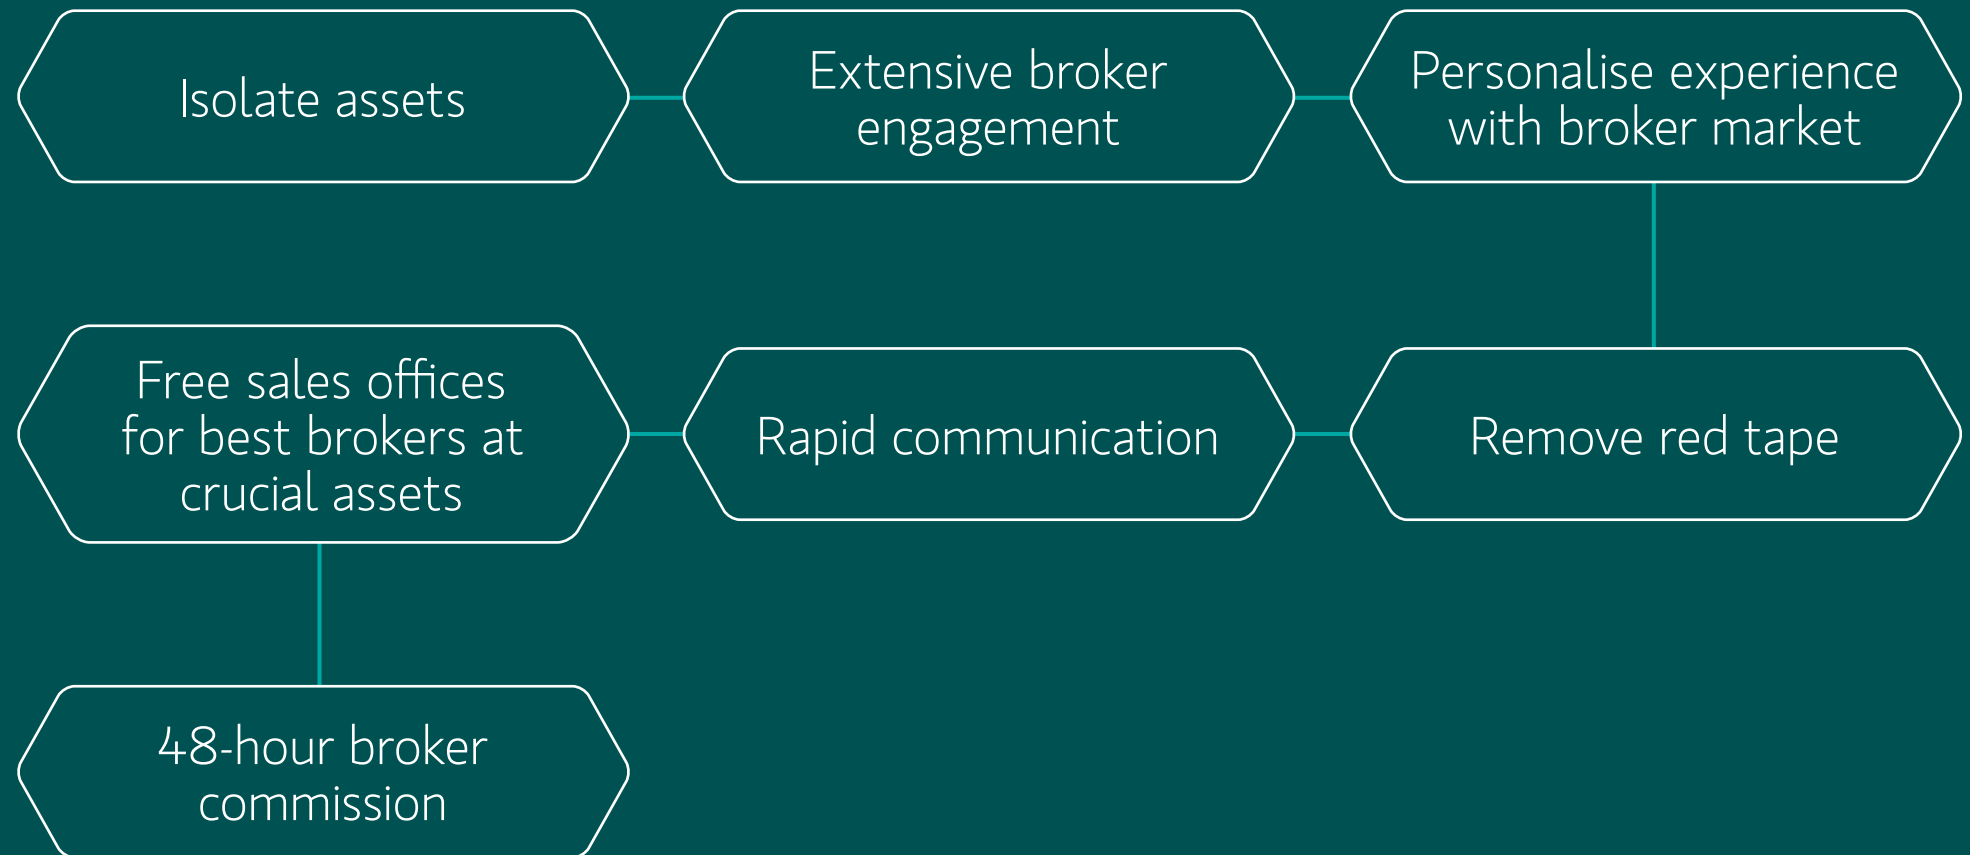 Isolate assets
Extensive broker
engagement
Personalise experience
with broker market
Free sales offices
for best brokers at
crucial assets
Rapid communication
Remove red tape
48-hour broker
commission